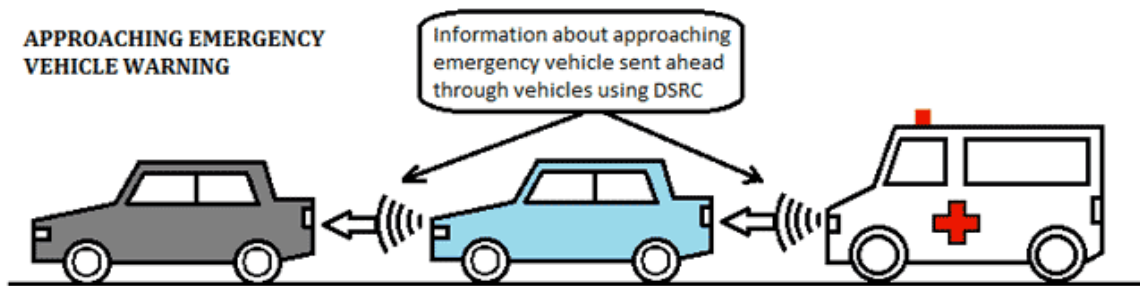 APPROACHING EMERGENCY
VEHICLE WARNING
Information about approaching
emergency vehicle sent ahead
through vehicles using DSRC